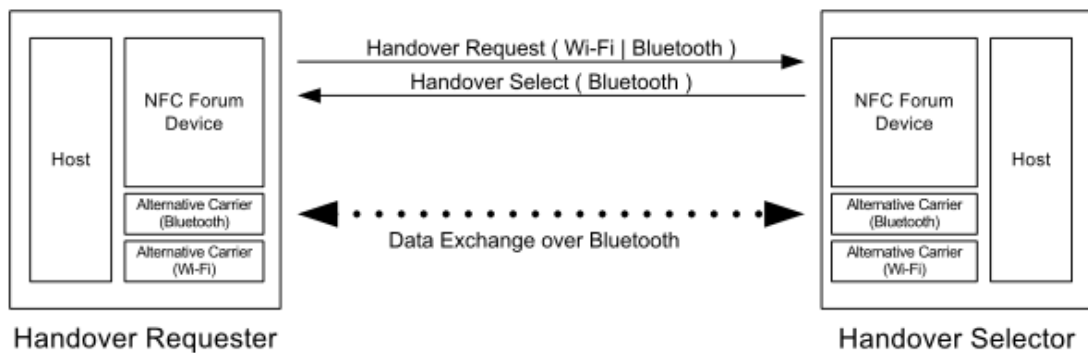 Handover Request ( Wi-Fi | Bluetooth )
Handover Select ( Bluetooth )
Host
NFC Forum
Device
Alternative Carrier
(Bluetooth)
Alternative Carrier
(Wi-Fi)
Data Exchange over Bluetooth
NFC Forum
Device
Alternative Carrier
(Bluetooth)
Alternative Carrier
(Wi-Fi)
Host
Handover Requester
Handover Selector